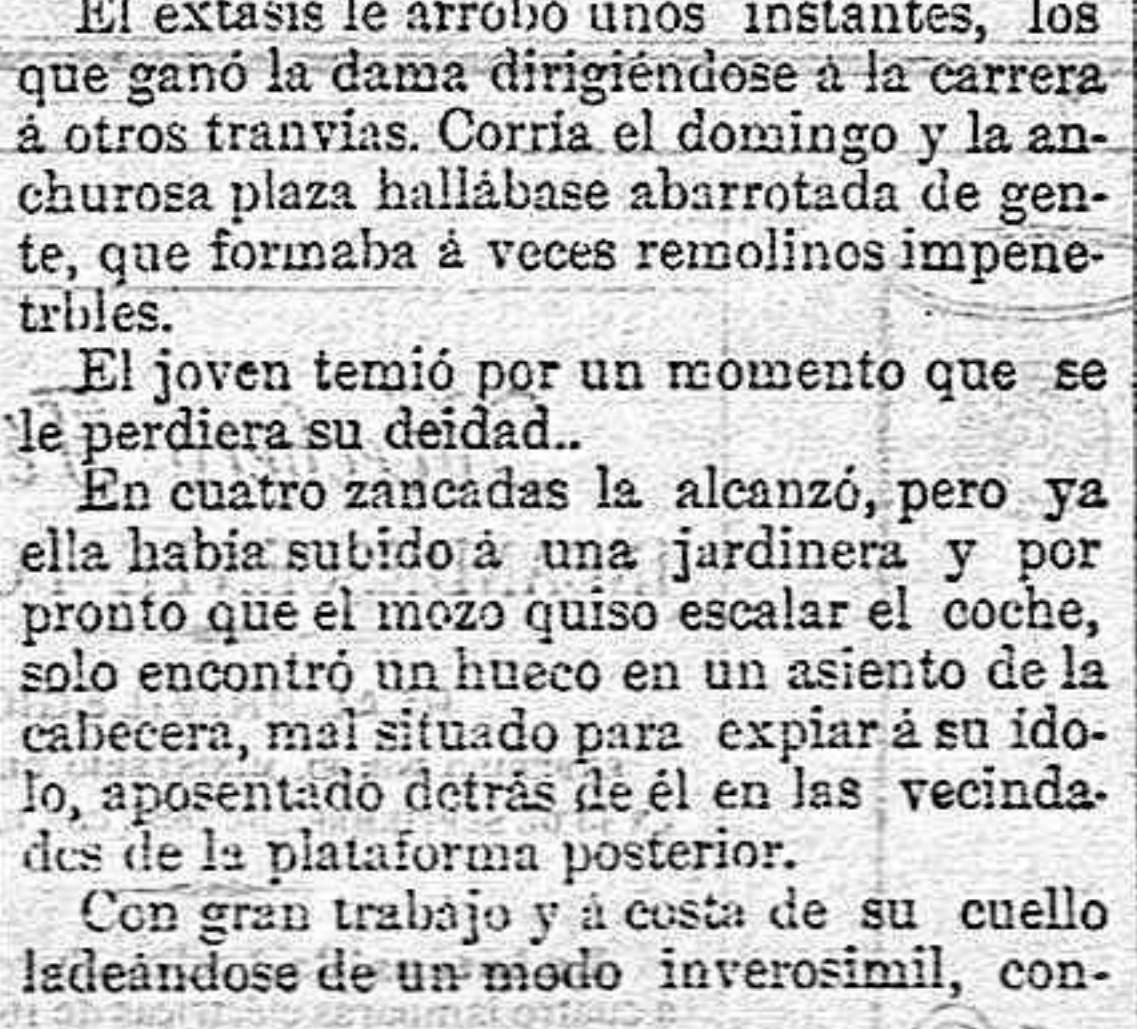 El éxtasis le arrobó unos instantes, los
que ganó la dama dirigiéndose á la carrera
á otros tranvías. Corría el domingo y la an-
churosa plaza hallábase abarrotada de gen-
te, que formaba á veces remolinos impene-
trbles.
El joven temió por un momento que se
le perdiera su deidad..
En cuatro zancadas la alcanzó, pero ya
ella había subido á una jardinera y por
pronto que el mozo quiso escalar el coche,
solo encontró un hueco en un asiento de la
cabecera, mal situado para expiar á su ído-
lo, aposentado detrás de él en las vecinda-
des de la plataforma posterior.
Con gran trabajo y á costa de su cuello
ladeándose de un modo inverosimil, con-